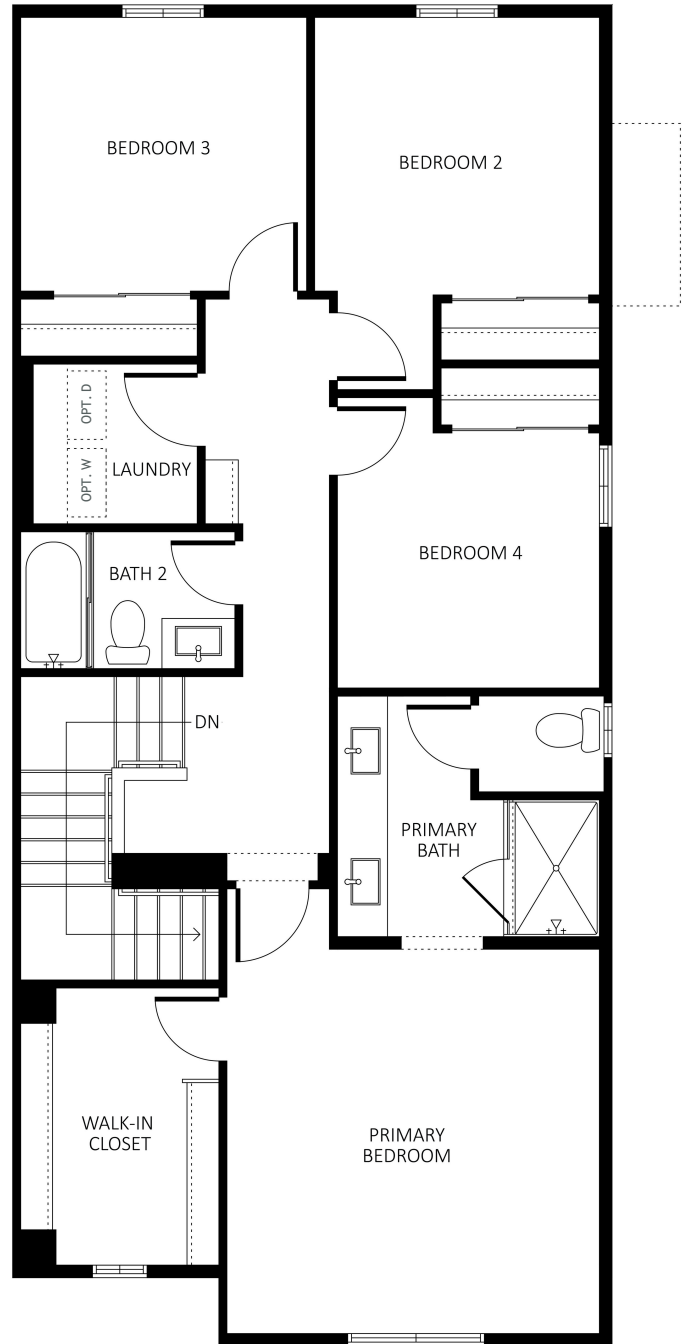 BEDROOM 3
BEDROOM 2
OPT. D
OPT. W
LAUNDRY
BEDROOM 4
BATH 2
DN
PRIMARY
BATH
WALK-IN
CLOSET
PRIMARY
BEDROOM